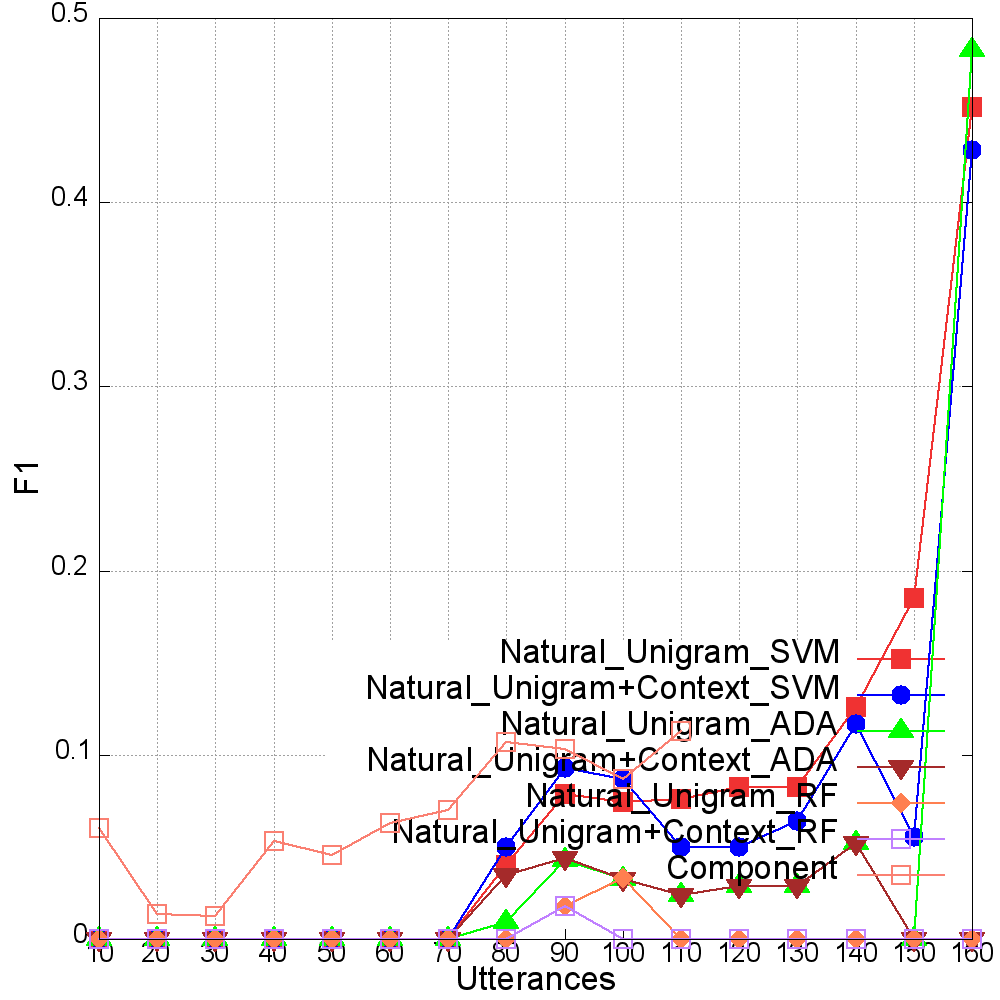 0.5
0.4
0.3
F1
0.2
Natural_Unigram_SVM
Natural_Unigram+Context_SVM
Natural_Unigram_ADA
0.1
Natural_Unigram+Context_ADA
Natural_Unigram_RF
Natural_Unigram+Context_RF
Component
0
10 20 30 40 50 60 70 80 90 100 110 120 130 140 150 160
Utterances